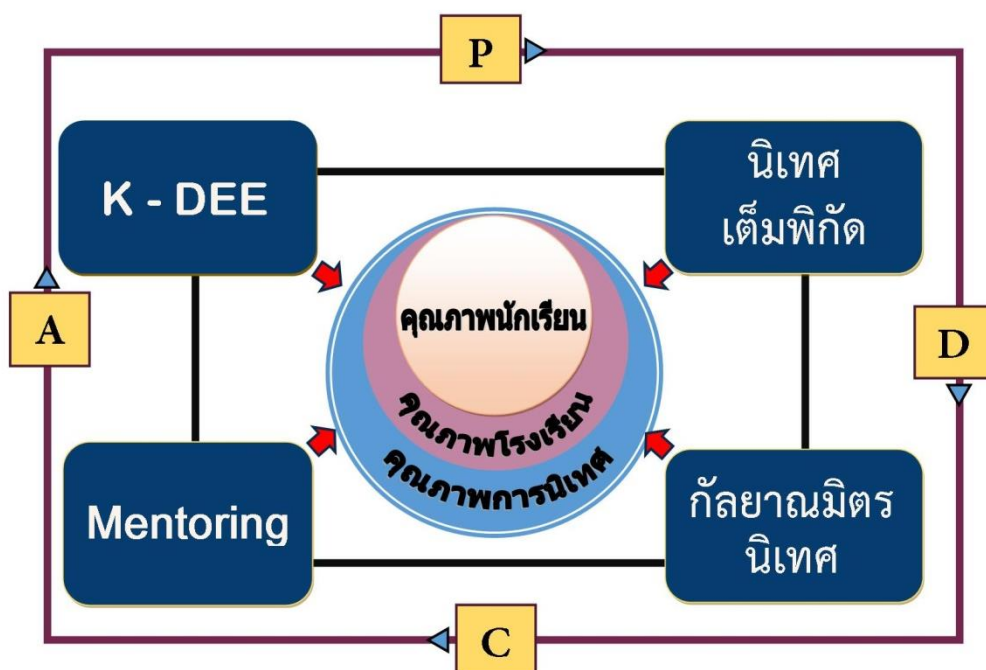 P
K - DEE
นิเทศ
เต็มพิกัด
คุณภาพนักเรียน
A
D
คุณภาพโรงเรียน
คุณภาพการนิเทศ
Mentoring
กัลยาณมิตร
นิเทศ
C